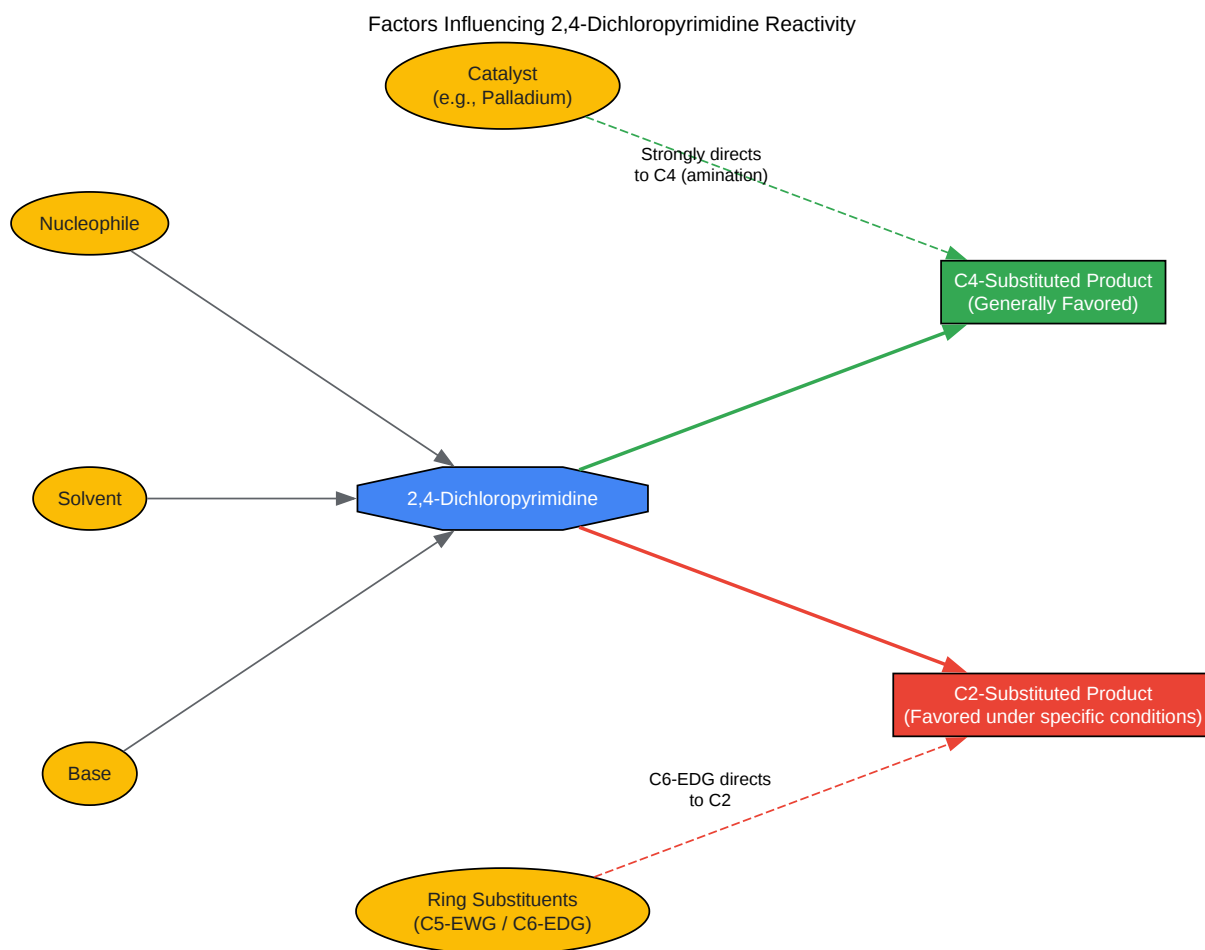 Factors Influencing 2,4-Dichloropyrimidine Reactivity
Catalyst
(e.g., Palladium)
Strongly directs
to C4 (amination)
Nucleophile
C4-Substituted Product
(Generally Favored)
Solvent
2,4-Dichloropyrimidine
C2-Substituted Product
(Favored under specific conditions)
Base
C6-EDG directs
to C2
Ring Substituents
(C5-EWG / C6-EDG)